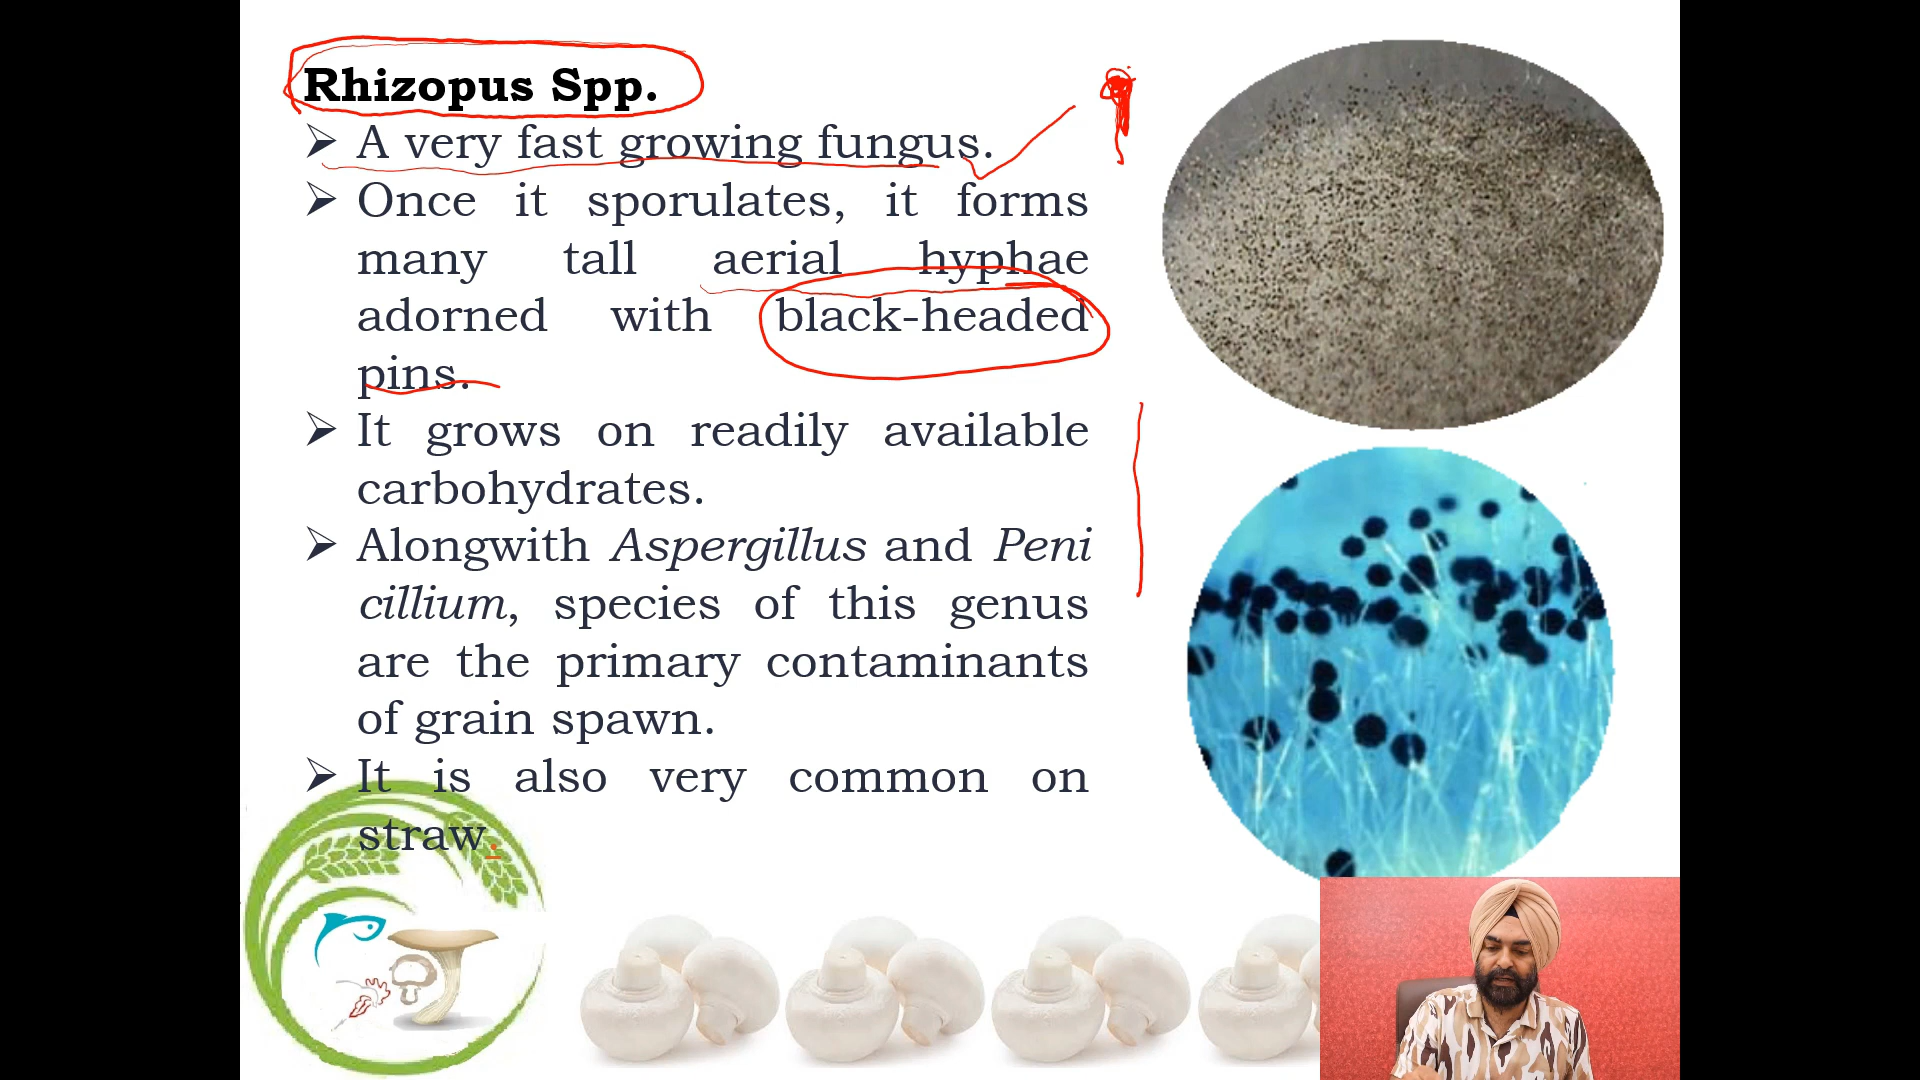 Rhizopus Spp.
➢ A very fast growing fungus.
➢ Once it sporulates, it forms
many tall aerial hyphae
adorned with black-headed
pins.
➢ It grows on readily available
carbohydrates.
➢ Alongwith Aspergillus and Peni
cillium, species of this genus
are the primary contaminants
of grain spawn.
➢ It is also very common on
straw.